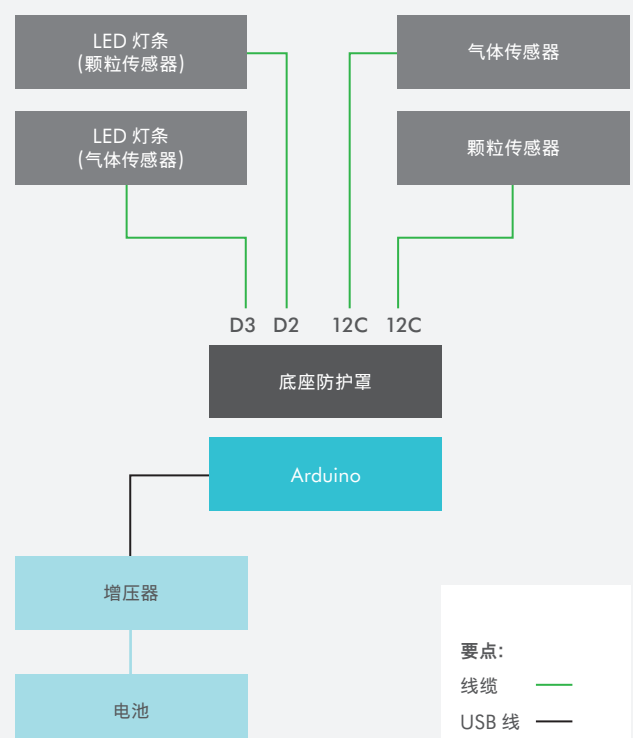 LED 灯条
(颗粒传感器)
气体传感器
LED 灯条
(气体传感器)
颗粒传感器
D3 D2 12C 12C
底座防护罩
Arduino
增压器
电池
要点:
线缆
USB 线